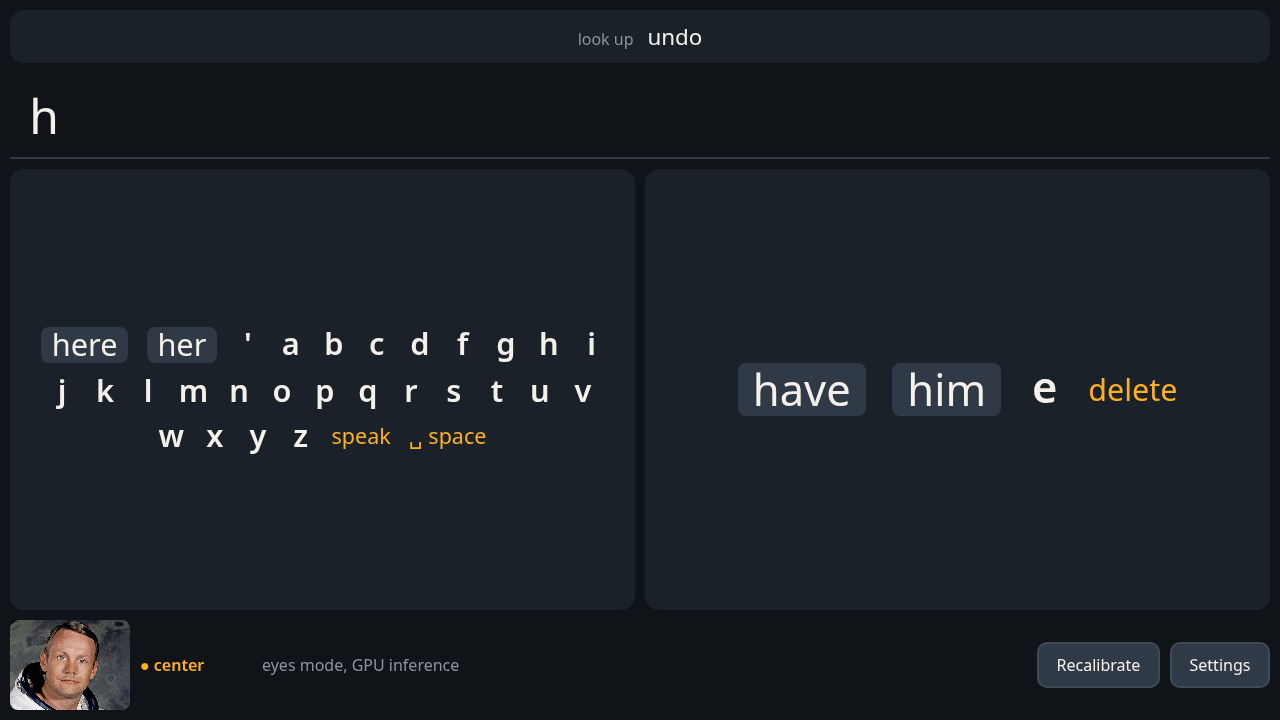 look up undo
h
here her ' a b c d f g h i
j k l m n o p q r s t u v
w x y z speak ␣ space
have him e delete
● center eyes mode, GPU inference Recalibrate Settings